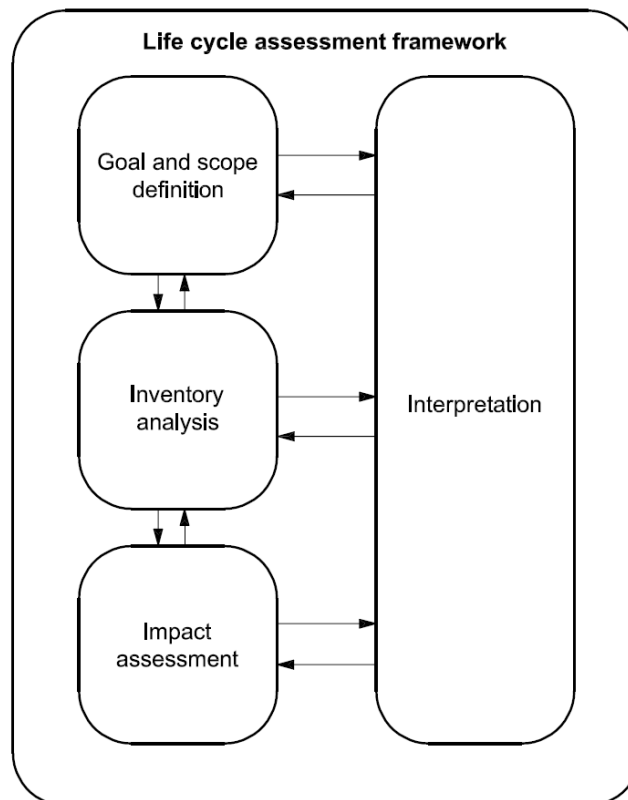 Life cycle assessment framework
Goal and scope
definition
Inventory
analysis
Interpretation
Impact
assessment